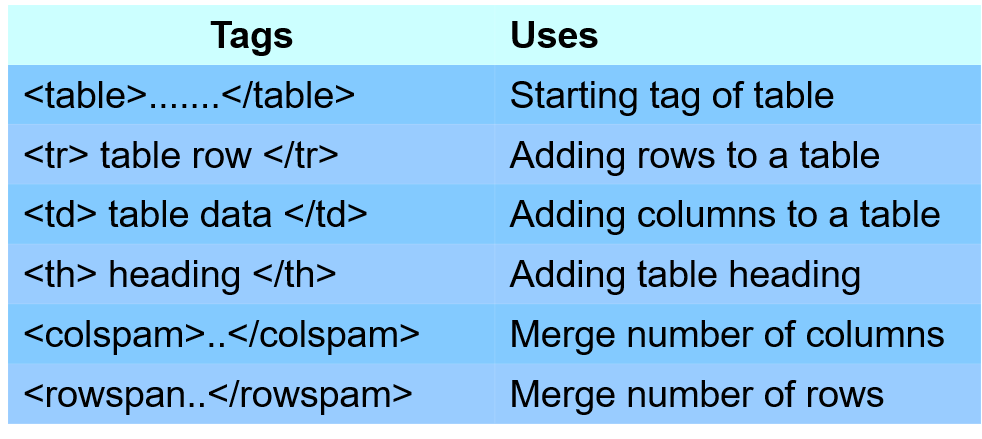 Tags Uses
<table>.......</table> Starting tag of table
<tr> table row </tr> Adding rows to a table
<td> table data </td> Adding columns to a table
<th> heading </th> Adding table heading
<colspam>..</colspam> Merge number of columns
<rowspan..</rowspam> Merge number of rows